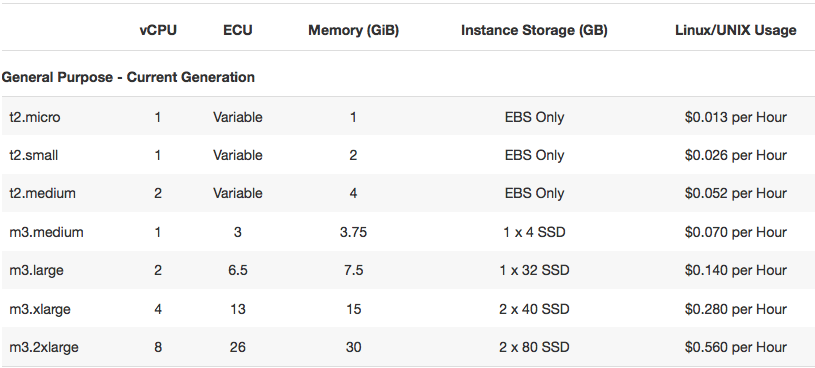 vCPU ECU Memory (GiB) Instance Storage (GB) Linux/UNIX Usage
General Purpose - Current Generation
t2.micro 1 Variable 1 EBS Only $0.013 per Hour
t2.small 1 Variable 2 EBS Only $0.026 per Hour
t2.medium 2 Variable 4 EBS Only $0.052 per Hour
m3.medium 1 3 3.75 1 x 4 SSD $0.070 per Hour
m3.large 2 6.5 7.5 1 x 32 SSD $0.140 per Hour
m3.xlarge 4 13 15 2 x 40 SSD $0.280 per Hour
m3.2xlarge 8 26 30 2 x 80 SSD $0.560 per Hour